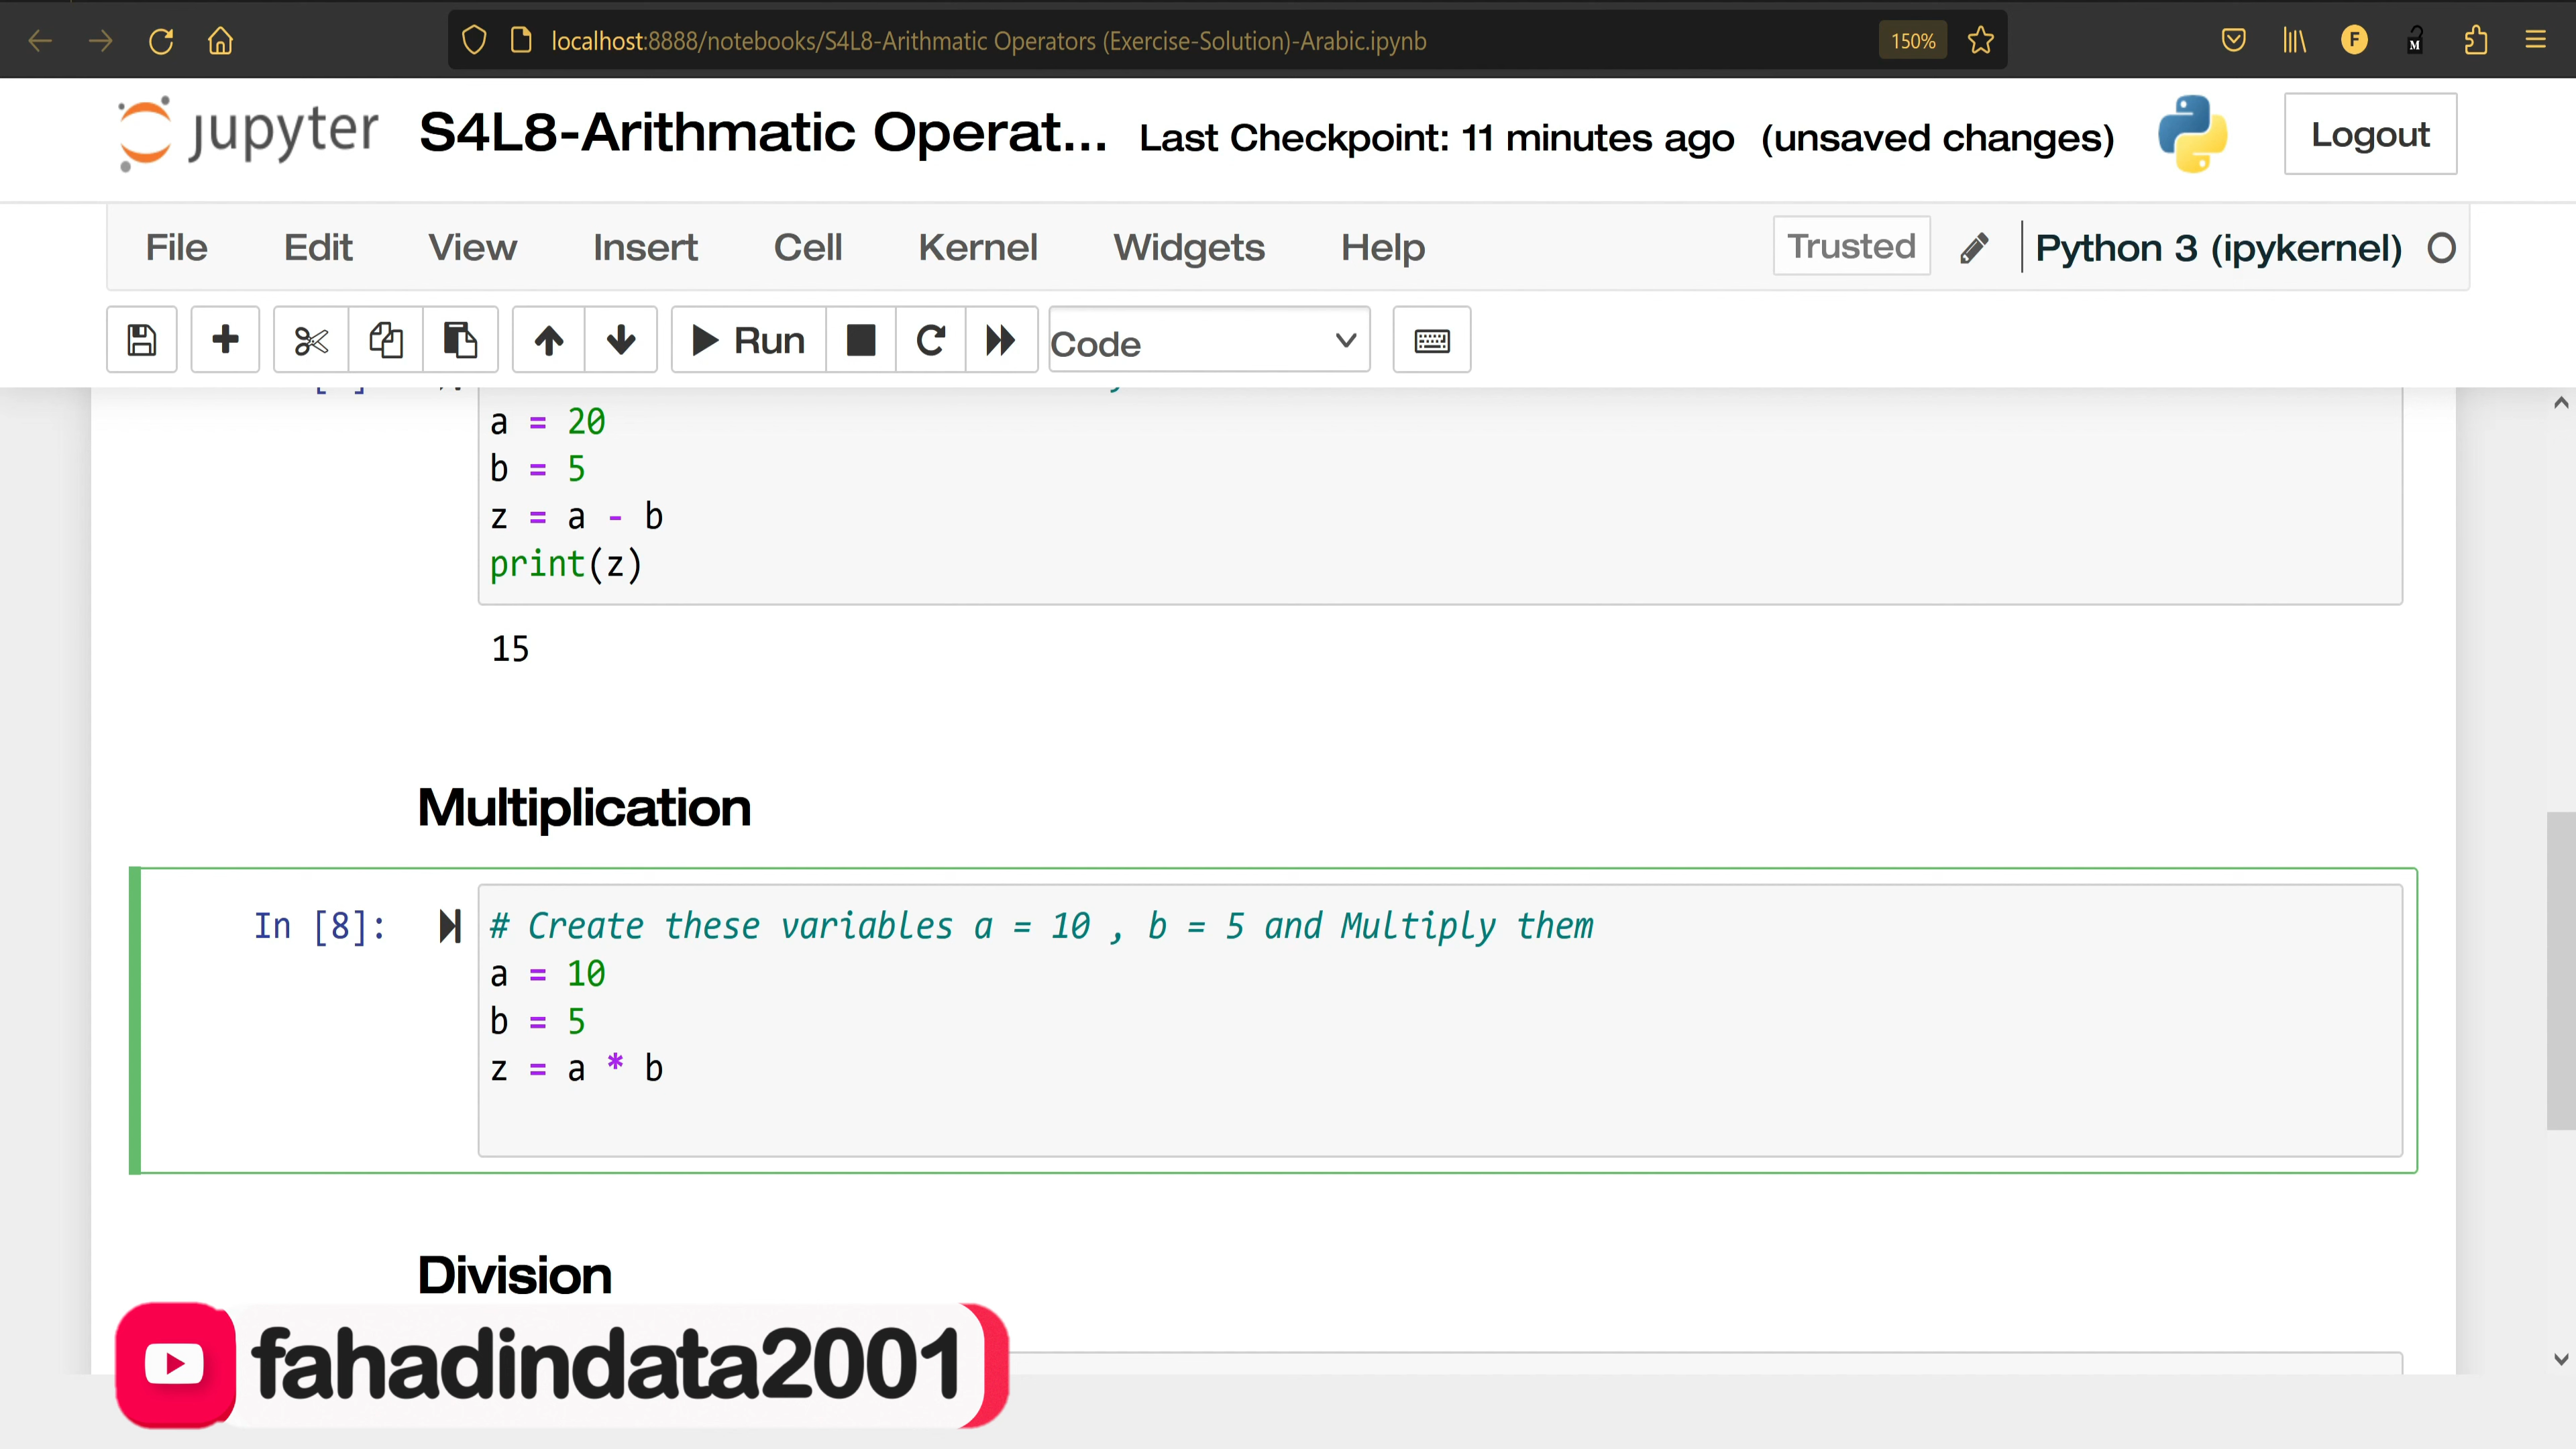 localhost:8888/notebooks/S4L8-Arithmatic Operators (Exercise-Solution)-Arabic.ipynb
150%
F
M
jupyter S4L8-Arithmatic Operat... Last Checkpoint: 11 minutes ago (unsaved changes)
Logout
File Edit View Insert Cell Kernel Widgets Help
Trusted
Python 3 (ipykernel)
Run
Code
a = 20
b = 5
z = a - b
print(z)
15
Multiplication
In [8]:
# Create these variables a = 10 , b = 5 and Multiply them
a = 10
b = 5
z = a * b
Division
fahadindata2001